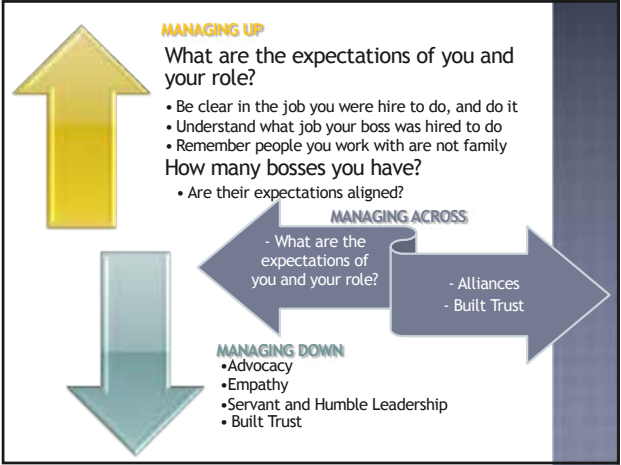 MANAGING UP
What are the expectations of you and
your role?
• Be clear in the job you were hire to do, and do it
• Understand what job your boss was hired to do
• Remember people you work with are not family
How many bosses you have?
• Are their expectations aligned?
MANAGING ACROSS
- What are the
expectations of
you and your role?
- Alliances
- Built Trust
MANAGING DOWN
•Advocacy
•Empathy
•Servant and Humble Leadership
• Built Trust